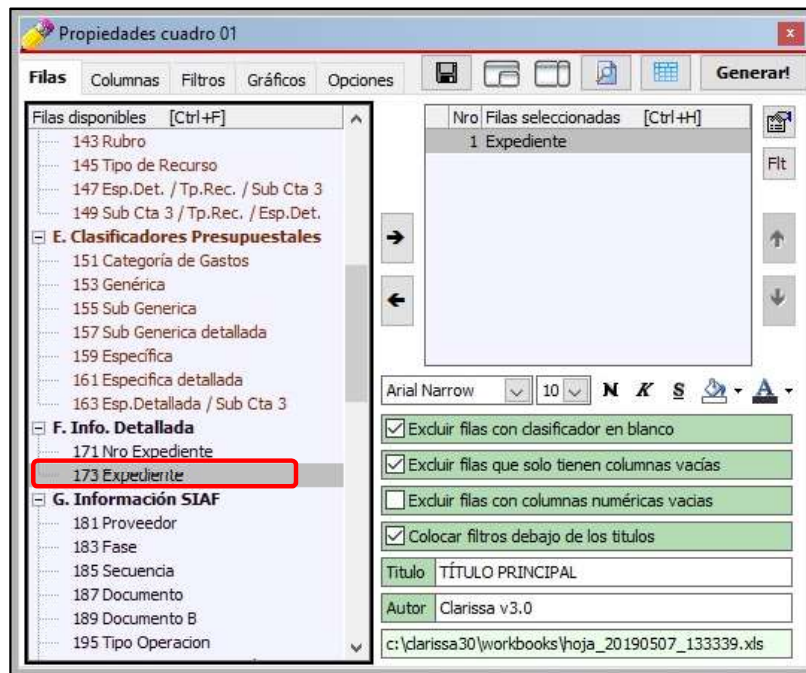 Propiedades cuadro 01
x
Filas Columnas Filtros Gráficos Opciones Generar!
Filas disponibles [Ctrl+F]
143 Rubro
145 Tipo de Recurso
147 Esp.Det. / Tp.Rec. / Sub Cta 3
149 Sub Cta 3 / Tp.Rec. / Esp.Det.
E. Clasificadores Presupuestales
151 Categoría de Gastos
153 Genérica
155 Sub Generica
157 Sub Generica detallada
159 Específica
161 Especifica detallada
163 Esp.Detallada / Sub Cta 3
F. Info. Detallada
171 Nro Expediente
173 Expediente
G. Información SIAF
181 Proveedor
183 Fase
185 Secuencia
187 Documento
189 Documento B
195 Tipo Operacion
Nro Filas seleccionadas [Ctrl+H]
1 Expediente
Flt
Arial Narrow 10 N K S A
Excluir filas con clasificador en blanco
Excluir filas que solo tienen columnas vacías
Excluir filas con columnas numéricas vacias
Colocar filtros debajo de los titulos
Titulo TÍTULO PRINCIPAL
Autor Clarissa v3.0
c:\clarissa30\workbooks\hoja_20190507_133339.xls